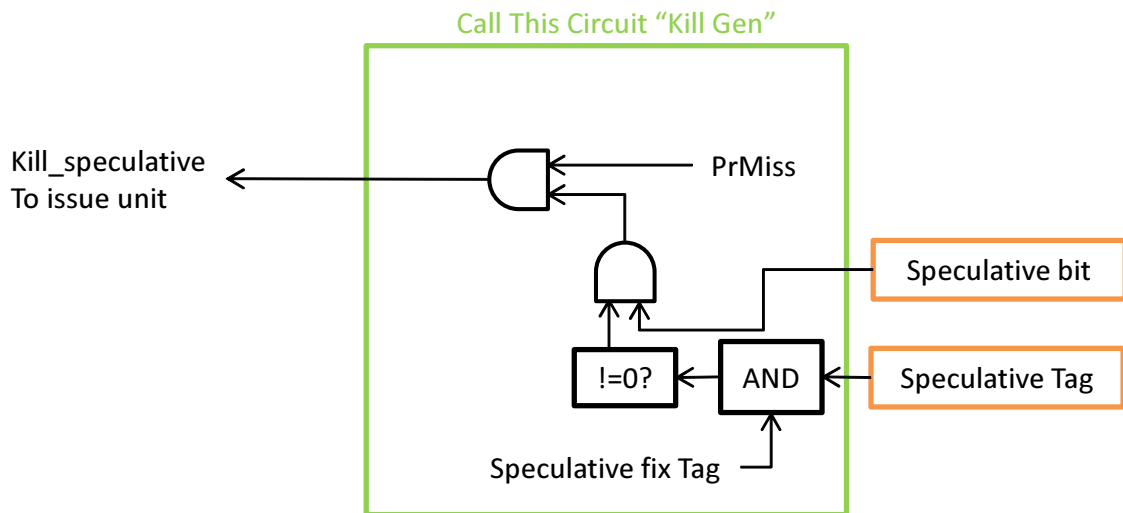 Call This Circuit “Kill Gen”
Kill_speculative
To issue unit
PrMiss
Speculative bit
!=0?
AND
Speculative Tag
Speculative fix Tag